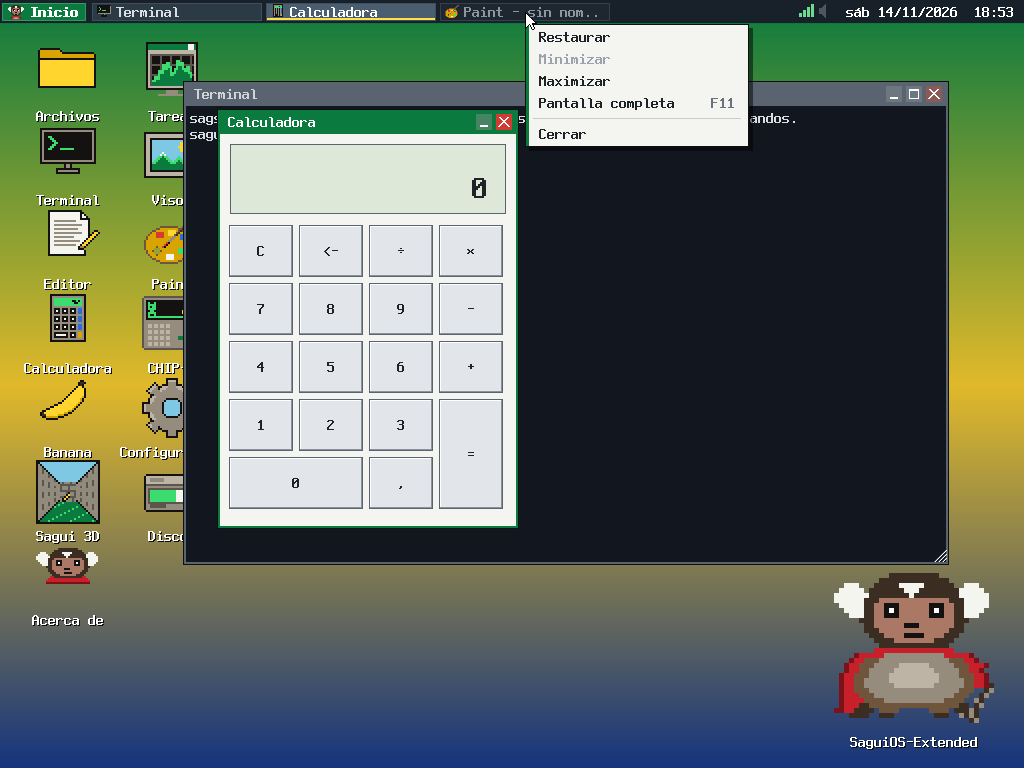 Inicio
Terminal
Calculadora
Paint - sin nom..
sáb 14/11/2026 18:53
Restaurar
Minimizar
Maximizar
Pantalla completa F11
Cerrar
Archivos
Terminal
Editor
Calculadora
Banana
Sagui 3D
Acerca de
Terminal
andos.
Calculadora
0
C <- ÷ ×
7 8 9 -
4 5 6 +
1 2 3 =
0 ,
SaguiOS-Extended